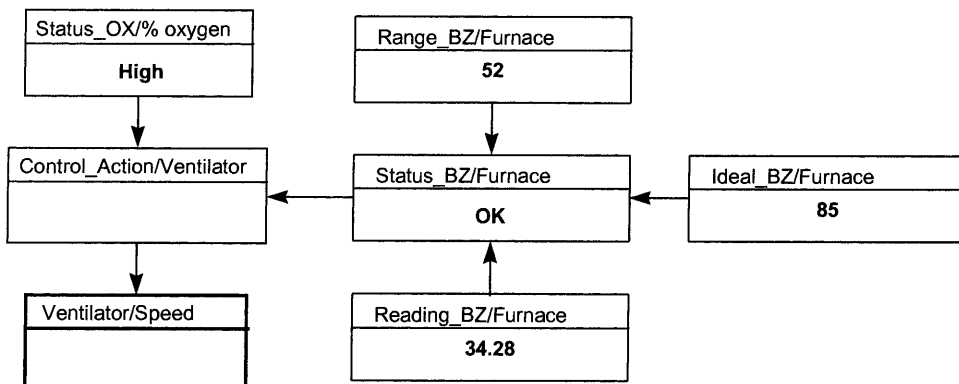 Status_OX/% oxygen
High
Range_BZ/Furnace
52
Control_Action/Ventilator
Status_BZ/Furnace
OK
Ideal_BZ/Furnace
85
Ventilator/Speed
Reading_BZ/Furnace
34.28